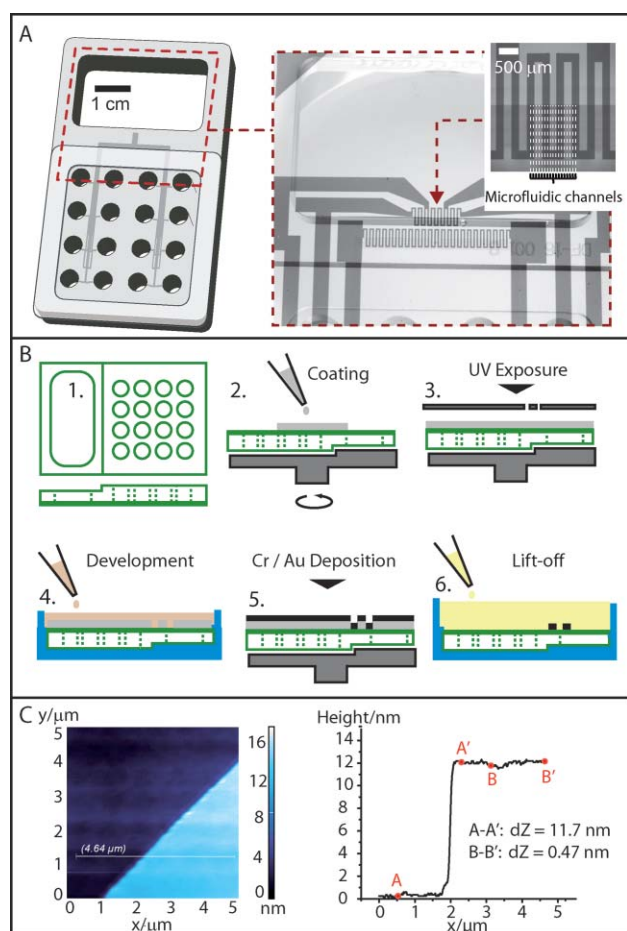 A
1 cm
500 μm
Microfluidic channels
B
1.
2.
Coating
3.
UV Exposure
4.
Development
5.
Cr / Au Deposition
6.
Lift-off
C
y/μm
5
4
3
2
1
0
0 1 2 3 4 5
x/μm
(4.64 μm)
16
12
8
4
0
nm
Height/nm
14
12
10
8
6
4
2
0
0 1 2 3 4 5
x/μm
A
A'
B
B'
A-A': dZ = 11.7 nm
B-B': dZ = 0.47 nm